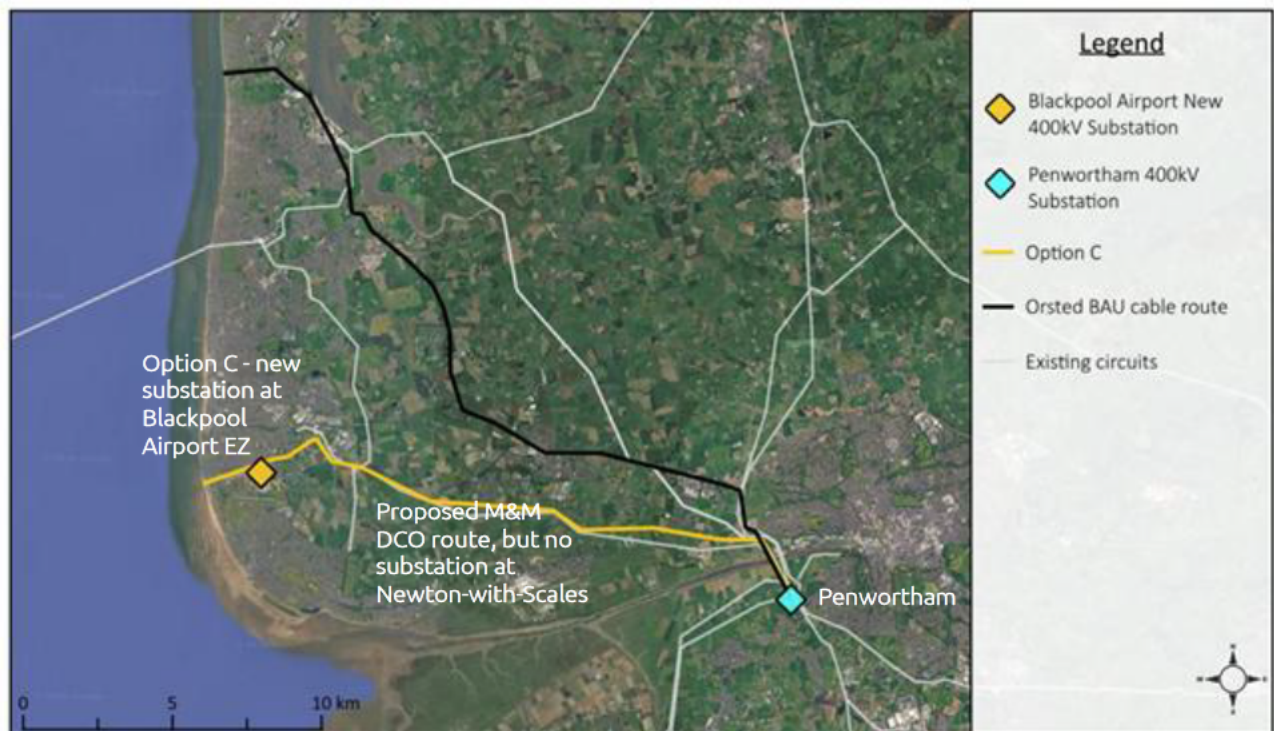 Option C - new
substation at
Blackpool
Airport EZ
Proposed M&M
DCO route, but no
substation at
Newton-with-Scales
Penwortham
0 5 10 km
Legend
Blackpool Airport New
400kV Substation
Penwortham 400kV
Substation
Option C
Orsted BAU cable route
Existing circuits